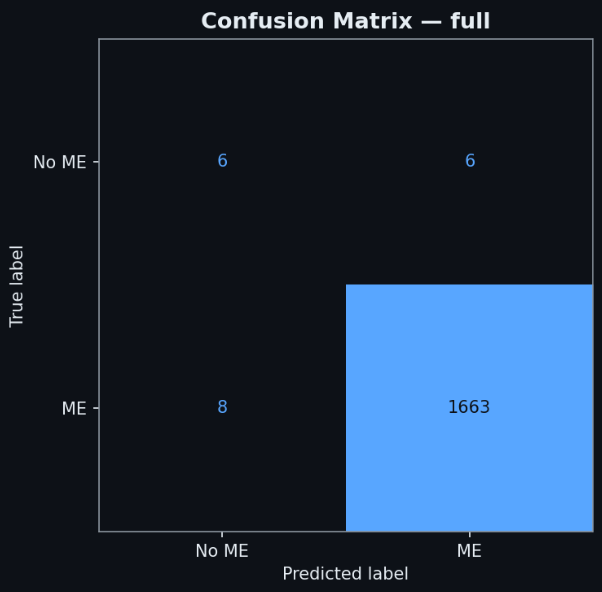 Confusion Matrix — full
No ME
6
6
True label
ME
8
1663
No ME
ME
Predicted label